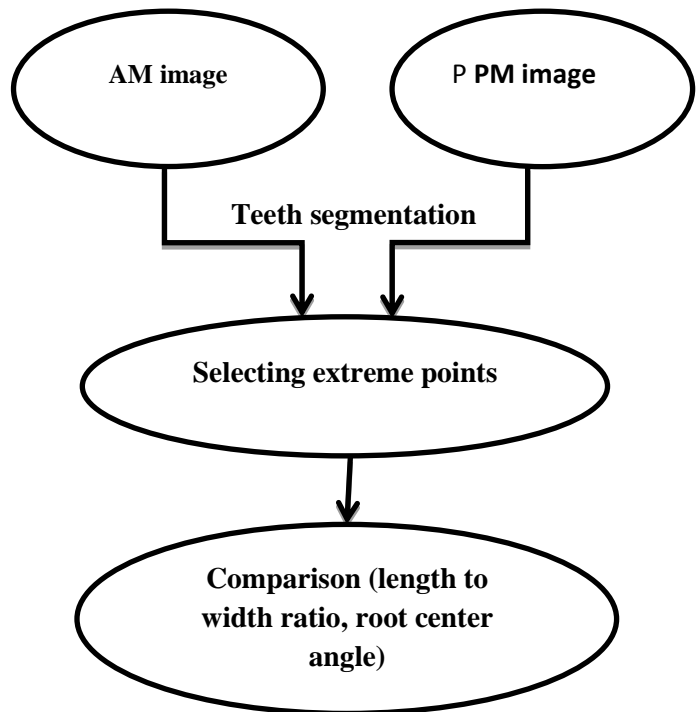 AM image
P PM image
Teeth segmentation
Selecting extreme points
Comparison (length to
width ratio, root center
angle)